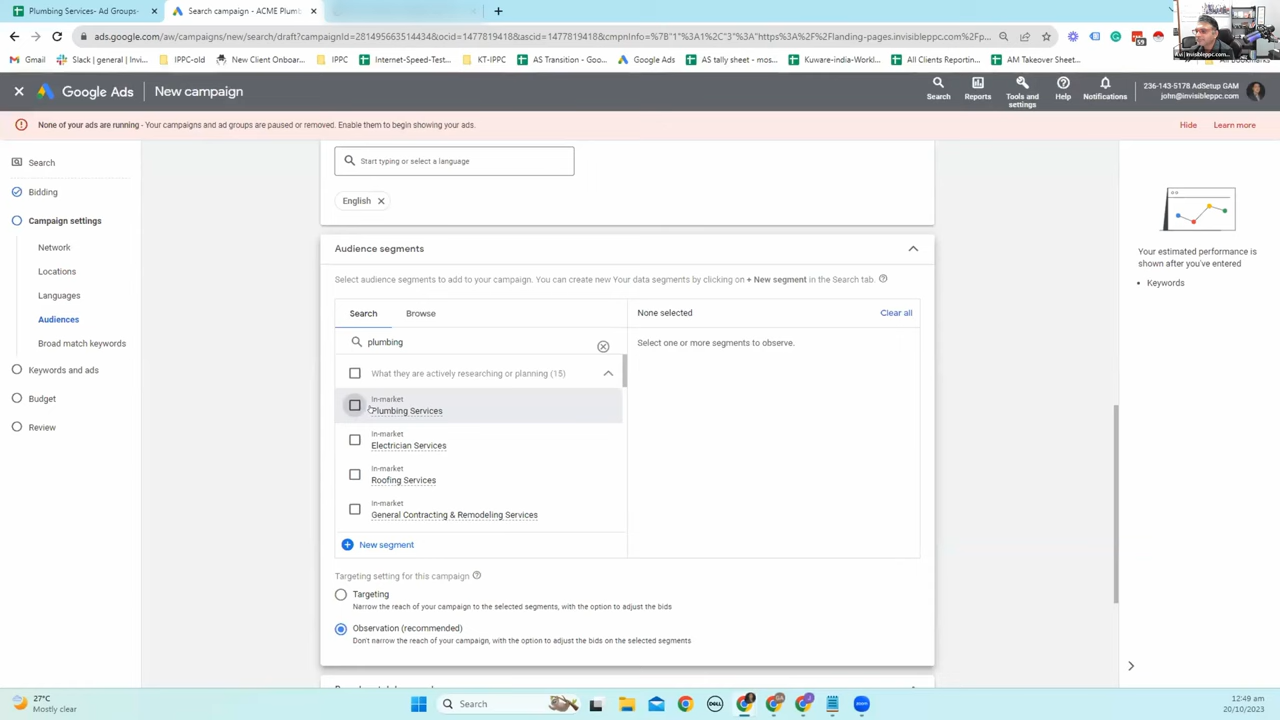 Plumbing Services- Ad Groups-
Search campaign - ACME Plumb
ads.google.com/aw/campaigns/new/search/draft?campaignId=281495663514434&ocid=1477819418&asid=1477819418&cmpnInfo=%7B"1"%3A1%2C"3"%3A"https%3A%2F%2Flanding-pages.invisibleppc.com%2Fp...
59
Gmail
Slack | general | Invi...
IPPC-old
New Client Onboardi...
IPPC
KT-IPPC
Internet-Speed-Test...
AS Transition - Goo...
Google Ads
AS tally sheet - mos...
Kuware-india-Workl...
All Clients Reportin...
AM Takeover Sheet...
Google Ads
New campaign
Search
Reports
Tools and settings
Help
Notifications
236-143-5178 AdSetup GAM
john@invisibleppc.com
None of your ads are running - Your campaigns and ad groups are paused or removed. Enable them to begin showing your ads.
Hide
Learn more
Search
Bidding
Campaign settings
Network
Locations
Languages
Audiences
Broad match keywords
Keywords and ads
Budget
Review
Start typing or select a language
English
Audience segments
Select audience segments to add to your campaign. You can create new Your data segments by clicking on + New segment in the Search tab.
Search
Browse
None selected
Clear all
plumbing
Select one or more segments to observe.
What they are actively researching or planning (15)
In-market
Plumbing Services
In-market
Electrician Services
In-market
Roofing Services
In-market
General Contracting & Remodeling Services
New segment
Targeting setting for this campaign
Targeting
Narrow the reach of your campaign to the selected segments, with the option to adjust the bids
Observation (recommended)
Don't narrow the reach of your campaign, with the option to adjust the bids on the selected segments
Your estimated performance is
shown after you've entered
• Keywords
27°C
Mostly clear
Search
12:49 am
20/10/2023